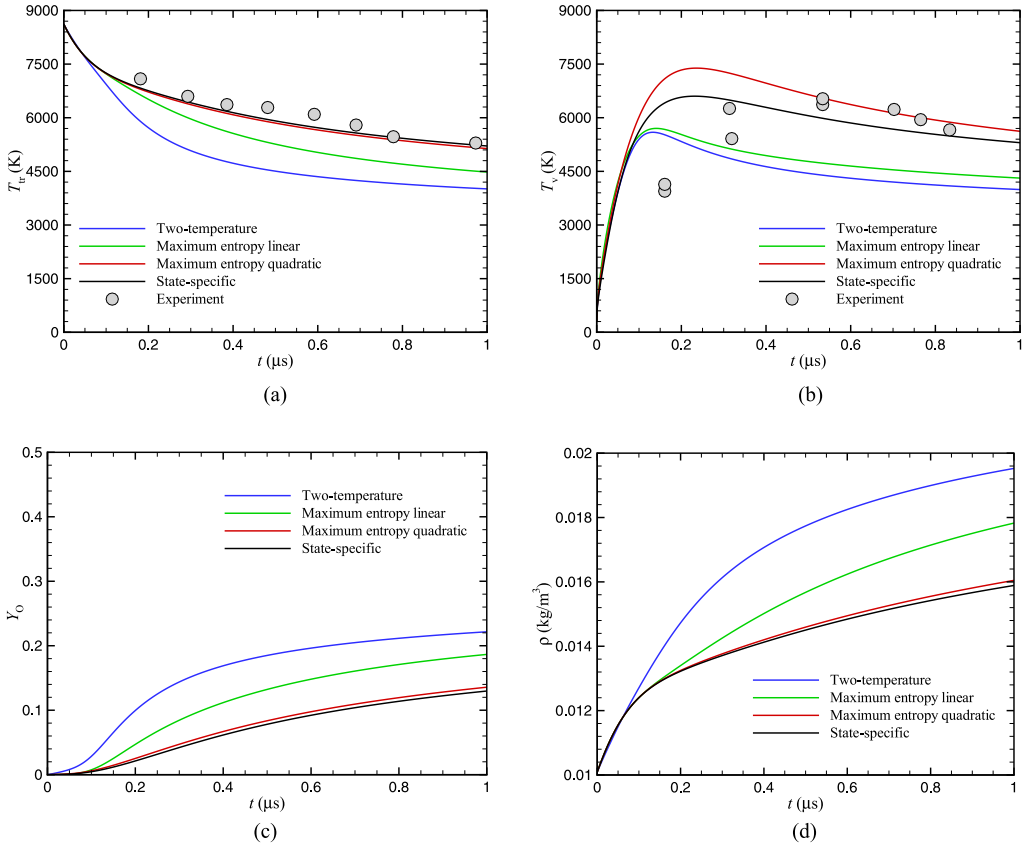 9000
7500
6000
4500
3000
1500
0
T_tr (K)
Two-temperature
Maximum entropy linear
Maximum entropy quadratic
State-specific
Experiment
0 0.2 0.4 0.6 0.8 1
t (μs)
(a)
9000
7500
6000
4500
3000
1500
0
T_v (K)
Two-temperature
Maximum entropy linear
Maximum entropy quadratic
State-specific
Experiment
0 0.2 0.4 0.6 0.8 1
t (μs)
(b)
0.5
0.4
0.3
0.2
0.1
0
Y_O
Two-temperature
Maximum entropy linear
Maximum entropy quadratic
State-specific
0 0.2 0.4 0.6 0.8 1
t (μs)
(c)
0.02
0.018
0.016
0.014
0.012
0.01
ρ (kg/m³)
Two-temperature
Maximum entropy linear
Maximum entropy quadratic
State-specific
0 0.2 0.4 0.6 0.8 1
t (μs)
(d)